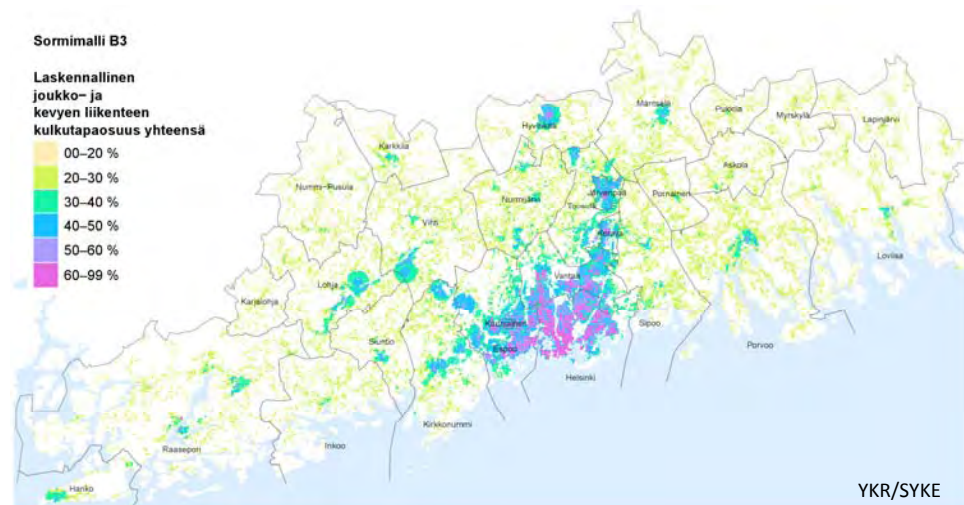 Sormimalli B3
Laskennallinen
joukko− ja
kevyen liikenteen
kulkutapaosuus yhteensä
00−20 %
20−30 %
30−40 %
40−50 %
50−60 %
60−99 %
Mäntsälä
Pukkila
Myrskylä
Lapinjärvi
Hyvinkää
Karkkila
Askola
Nummi−Pusula
Järvenpää
Pornainen
Nurmijärvi
Tuusula
Vihti
Kerava
Loviisa
Vantaa
Lohja
Karjalohja
Kauniainen
Sipoo
Siuntio
Espoo
Porvoo
Helsinki
Kirkkonummi
Inkoo
Raasepori
Hanko
YKR/SYKE